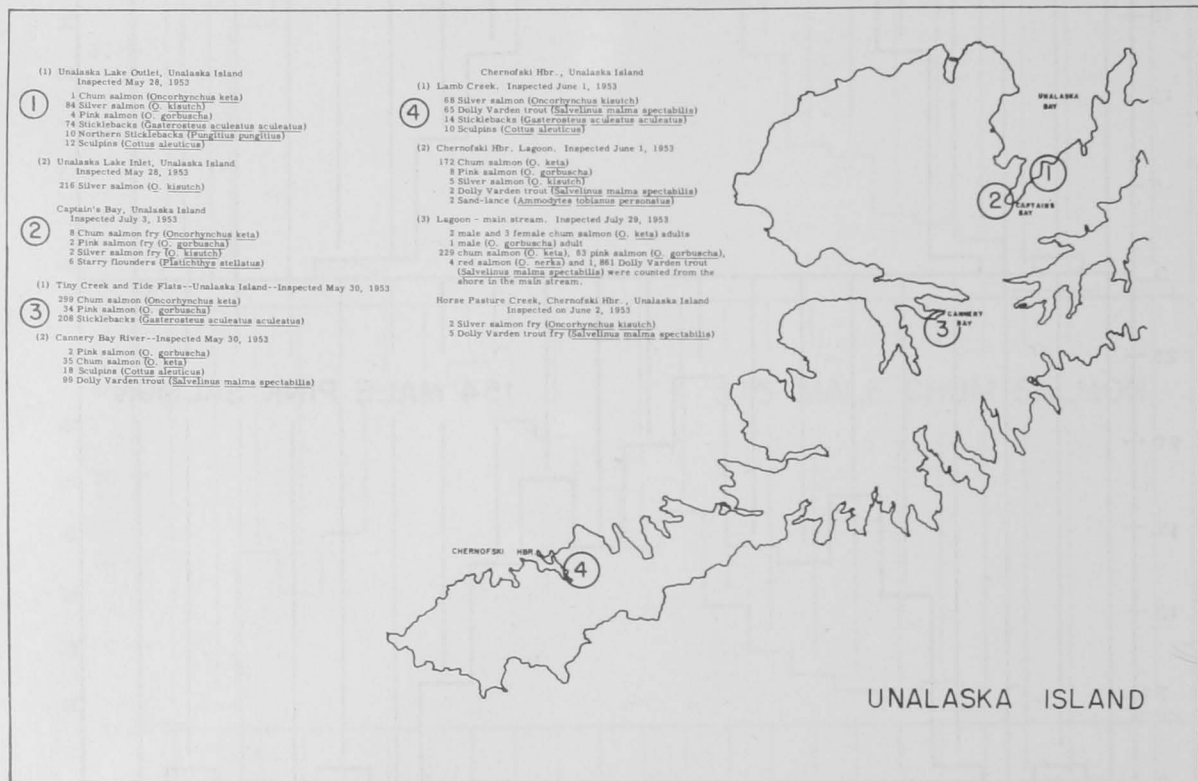 (1) Unalaska Lake Outlet, Unalaska Island
Inspected May 28, 1953
1
1 Chum salmon (Oncorhynchus keta)
84 Silver salmon (O. kisutch)
4 Pink salmon (O. gorbuscha)
74 Sticklebacks (Gasterosteus aculeatus aculeatus)
10 Northern Sticklebacks (Pungitius pungitius)
12 Sculpins (Cottus aleuticus)
(2) Unalaska Lake Inlet, Unalaska Island
Inspected May 28, 1953
216 Silver salmon (O. kisutch)
Captain's Bay, Unalaska Island
Inspected July 3, 1953
2
8 Chum salmon fry (Oncorhynchus keta)
2 Pink salmon fry (O. gorbuscha)
2 Silver salmon fry (O. kisutch)
6 Starry flounders (Platichthys stellatus)
(1) Tiny Creek and Tide Flats--Unalaska Island--Inspected May 30, 1953
3
299 Chum salmon (Oncorhynchus keta)
34 Pink salmon (O. gorbuscha)
208 Sticklebacks (Gasterosteus aculeatus aculeatus)
(2) Cannery Bay River--Inspected May 30, 1953
2 Pink salmon (O. gorbuscha)
35 Chum salmon (O. keta)
18 Sculpins (Cottus aleuticus)
99 Dolly Varden trout (Salvelinus malma spectabilis)
Chernofski Hbr., Unalaska Island
(1) Lamb Creek. Inspected June 1, 1953
4
68 Silver salmon (Oncorhynchus kisutch)
65 Dolly Varden trout (Salvelinus malma spectabilis)
14 Sticklebacks (Gasterosteus aculeatus aculeatus)
10 Sculpins (Cottus aleuticus)
(2) Chernofski Hbr. Lagoon. Inspected June 1, 1953
172 Chum salmon (O. keta)
8 Pink salmon (O. gorbuscha)
5 Silver salmon (O. kisutch)
2 Dolly Varden trout (Salvelinus malma spectabilis)
2 Sand-lance (Ammodytes tobianus personatus)
(3) Lagoon - main stream. Inspected July 29, 1953
2 male and 3 female chum salmon (O. keta) adults
1 male (O. gorbuscha) adult
229 chum salmon (O. keta), 53 pink salmon (O. gorbuscha),
4 red salmon (O. nerka) and 1,861 Dolly Varden trout
(Salvelinus malma spectabilis) were counted from the
shore in the main stream.
Horse Pasture Creek, Chernofski Hbr., Unalaska Island
Inspected on June 2, 1953
2 Silver salmon fry (Oncorhynchus kisutch)
5 Dolly Varden trout fry (Salvelinus malma spectabilis)
UNALASKA
BAY
1
2
CAPTAINS
BAY
CANNERY
BAY
3
CHERNOFSKI HBR.
4
UNALASKA ISLAND